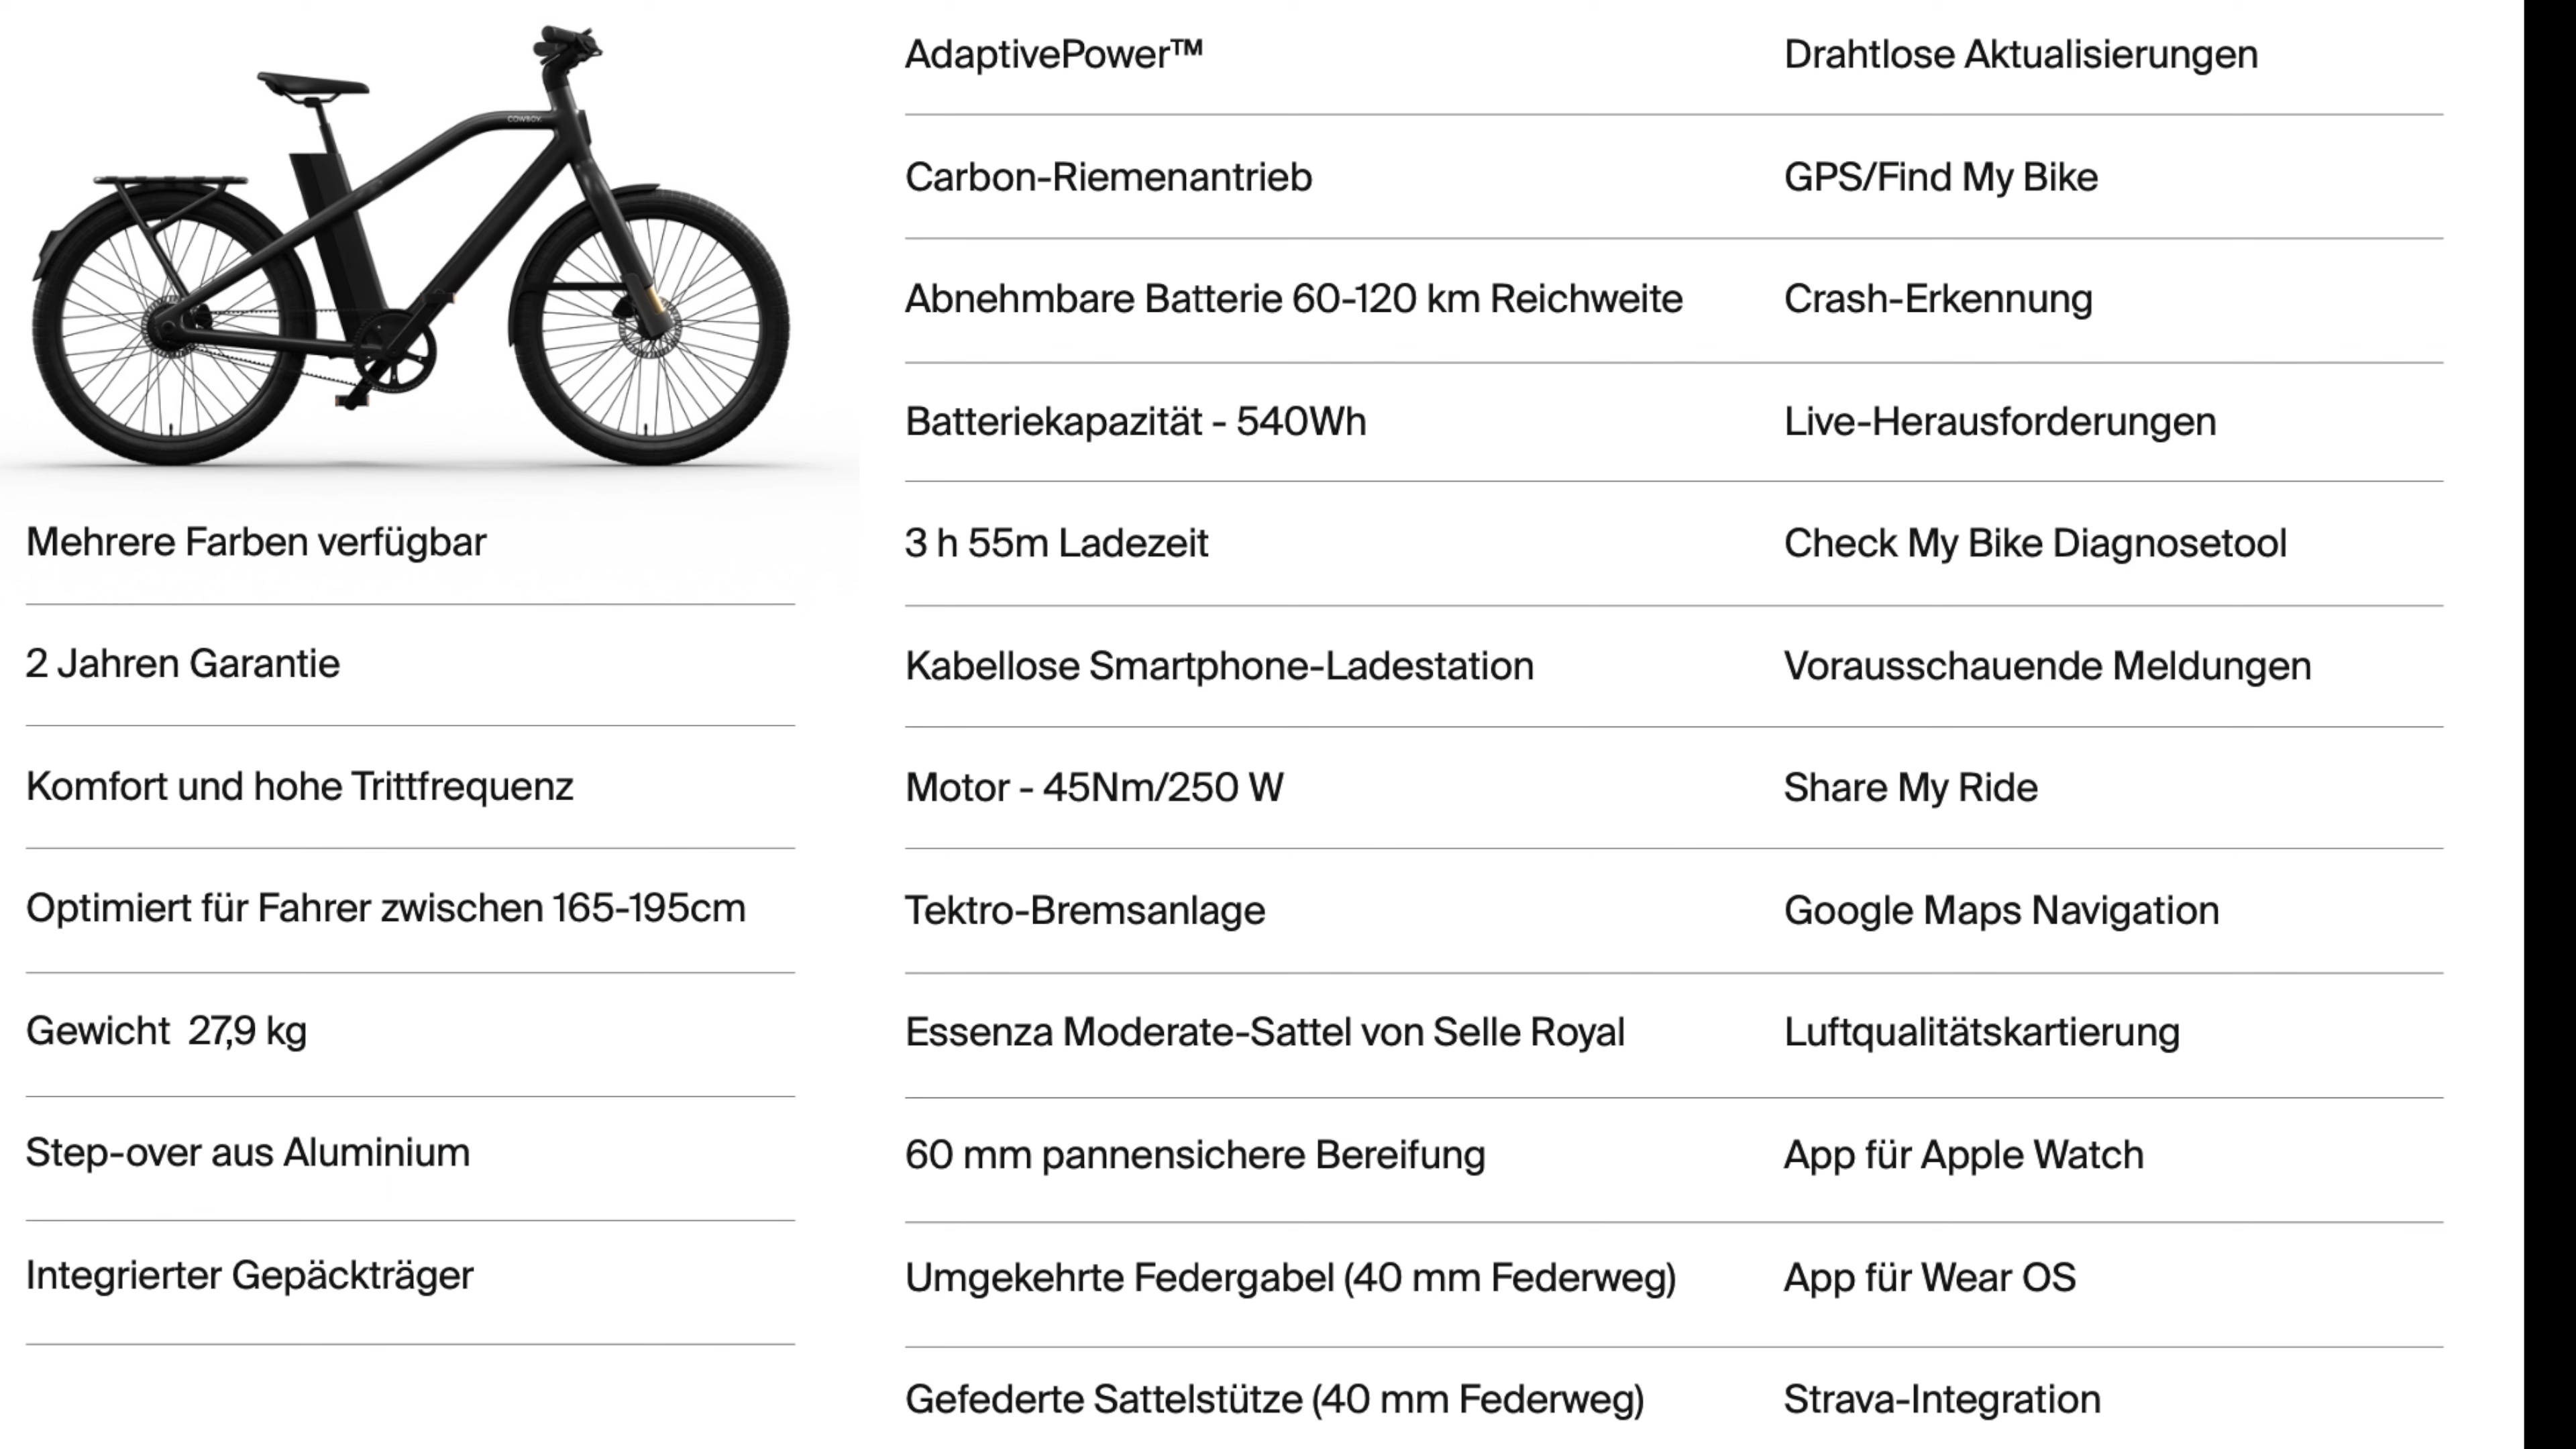 COWBOY
Mehrere Farben verfügbar
2 Jahren Garantie
Komfort und hohe Trittfrequenz
Optimiert für Fahrer zwischen 165-195cm
Gewicht 27,9 kg
Step-over aus Aluminium
Integrierter Gepäckträger
AdaptivePower™
Carbon-Riemenantrieb
Abnehmbare Batterie 60-120 km Reichweite
Batteriekapazität - 540Wh
3 h 55m Ladezeit
Kabellose Smartphone-Ladestation
Motor - 45Nm/250 W
Tektro-Bremsanlage
Essenza Moderate-Sattel von Selle Royal
60 mm pannensichere Bereifung
Umgekehrte Federgabel (40 mm Federweg)
Gefederte Sattelstütze (40 mm Federweg)
Drahtlose Aktualisierungen
GPS/Find My Bike
Crash-Erkennung
Live-Herausforderungen
Check My Bike Diagnosetool
Vorausschauende Meldungen
Share My Ride
Google Maps Navigation
Luftqualitätskartierung
App für Apple Watch
App für Wear OS
Strava-Integration